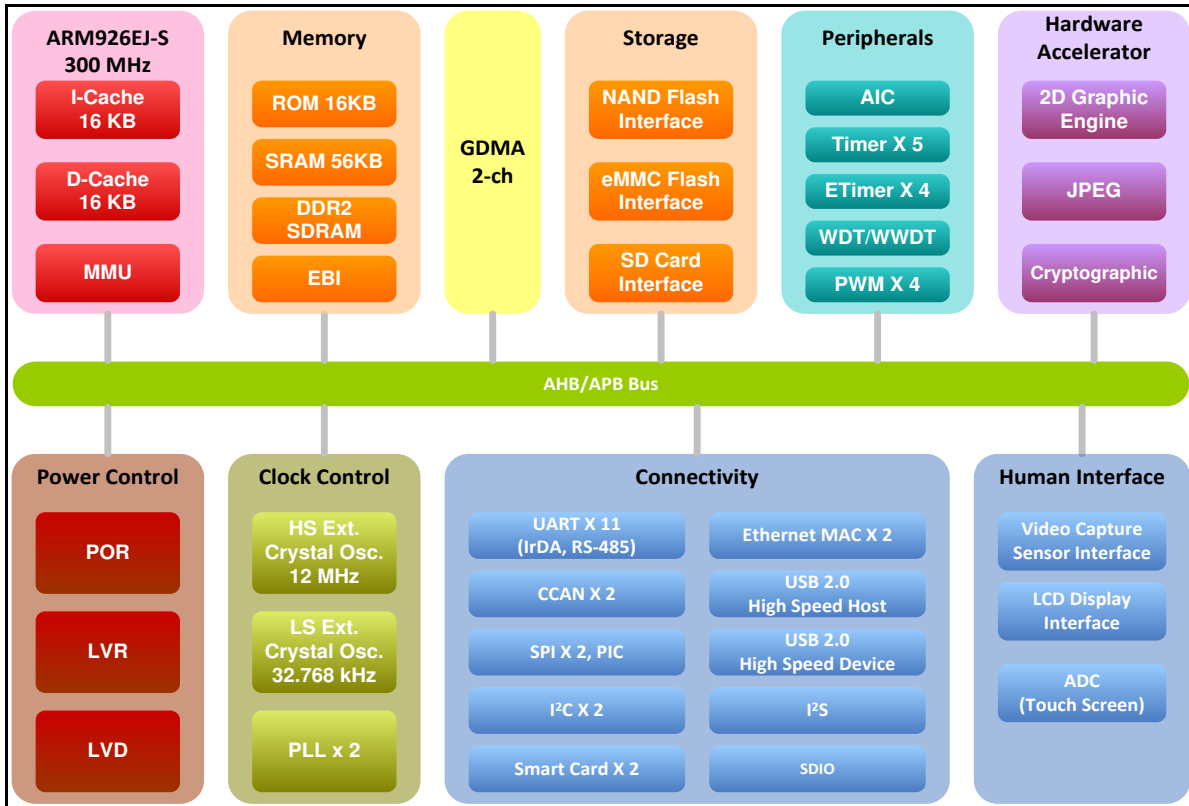 ARM926EJ-S
300 MHz
I-Cache
16 KB
D-Cache
16 KB
MMU
Memory
ROM 16KB
SRAM 56KB
DDR2
SDRAM
EBI
GDMA
2-ch
Storage
NAND Flash
Interface
eMMC Flash
Interface
SD Card
Interface
Peripherals
AIC
Timer X 5
ETimer X 4
WDT/WWDT
PWM X 4
Hardware
Accelerator
2D Graphic
Engine
JPEG
Cryptographic
AHB/APB Bus
Power Control
POR
LVR
LVD
Clock Control
HS Ext.
Crystal Osc.
12 MHz
LS Ext.
Crystal Osc.
32.768 kHz
PLL x 2
Connectivity
UART X 11
(IrDA, RS-485)
CCAN X 2
SPI X 2, PIC
I²C X 2
Smart Card X 2
Ethernet MAC X 2
USB 2.0
High Speed Host
USB 2.0
High Speed Device
I²S
SDIO
Human Interface
Video Capture
Sensor Interface
LCD Display
Interface
ADC
(Touch Screen)